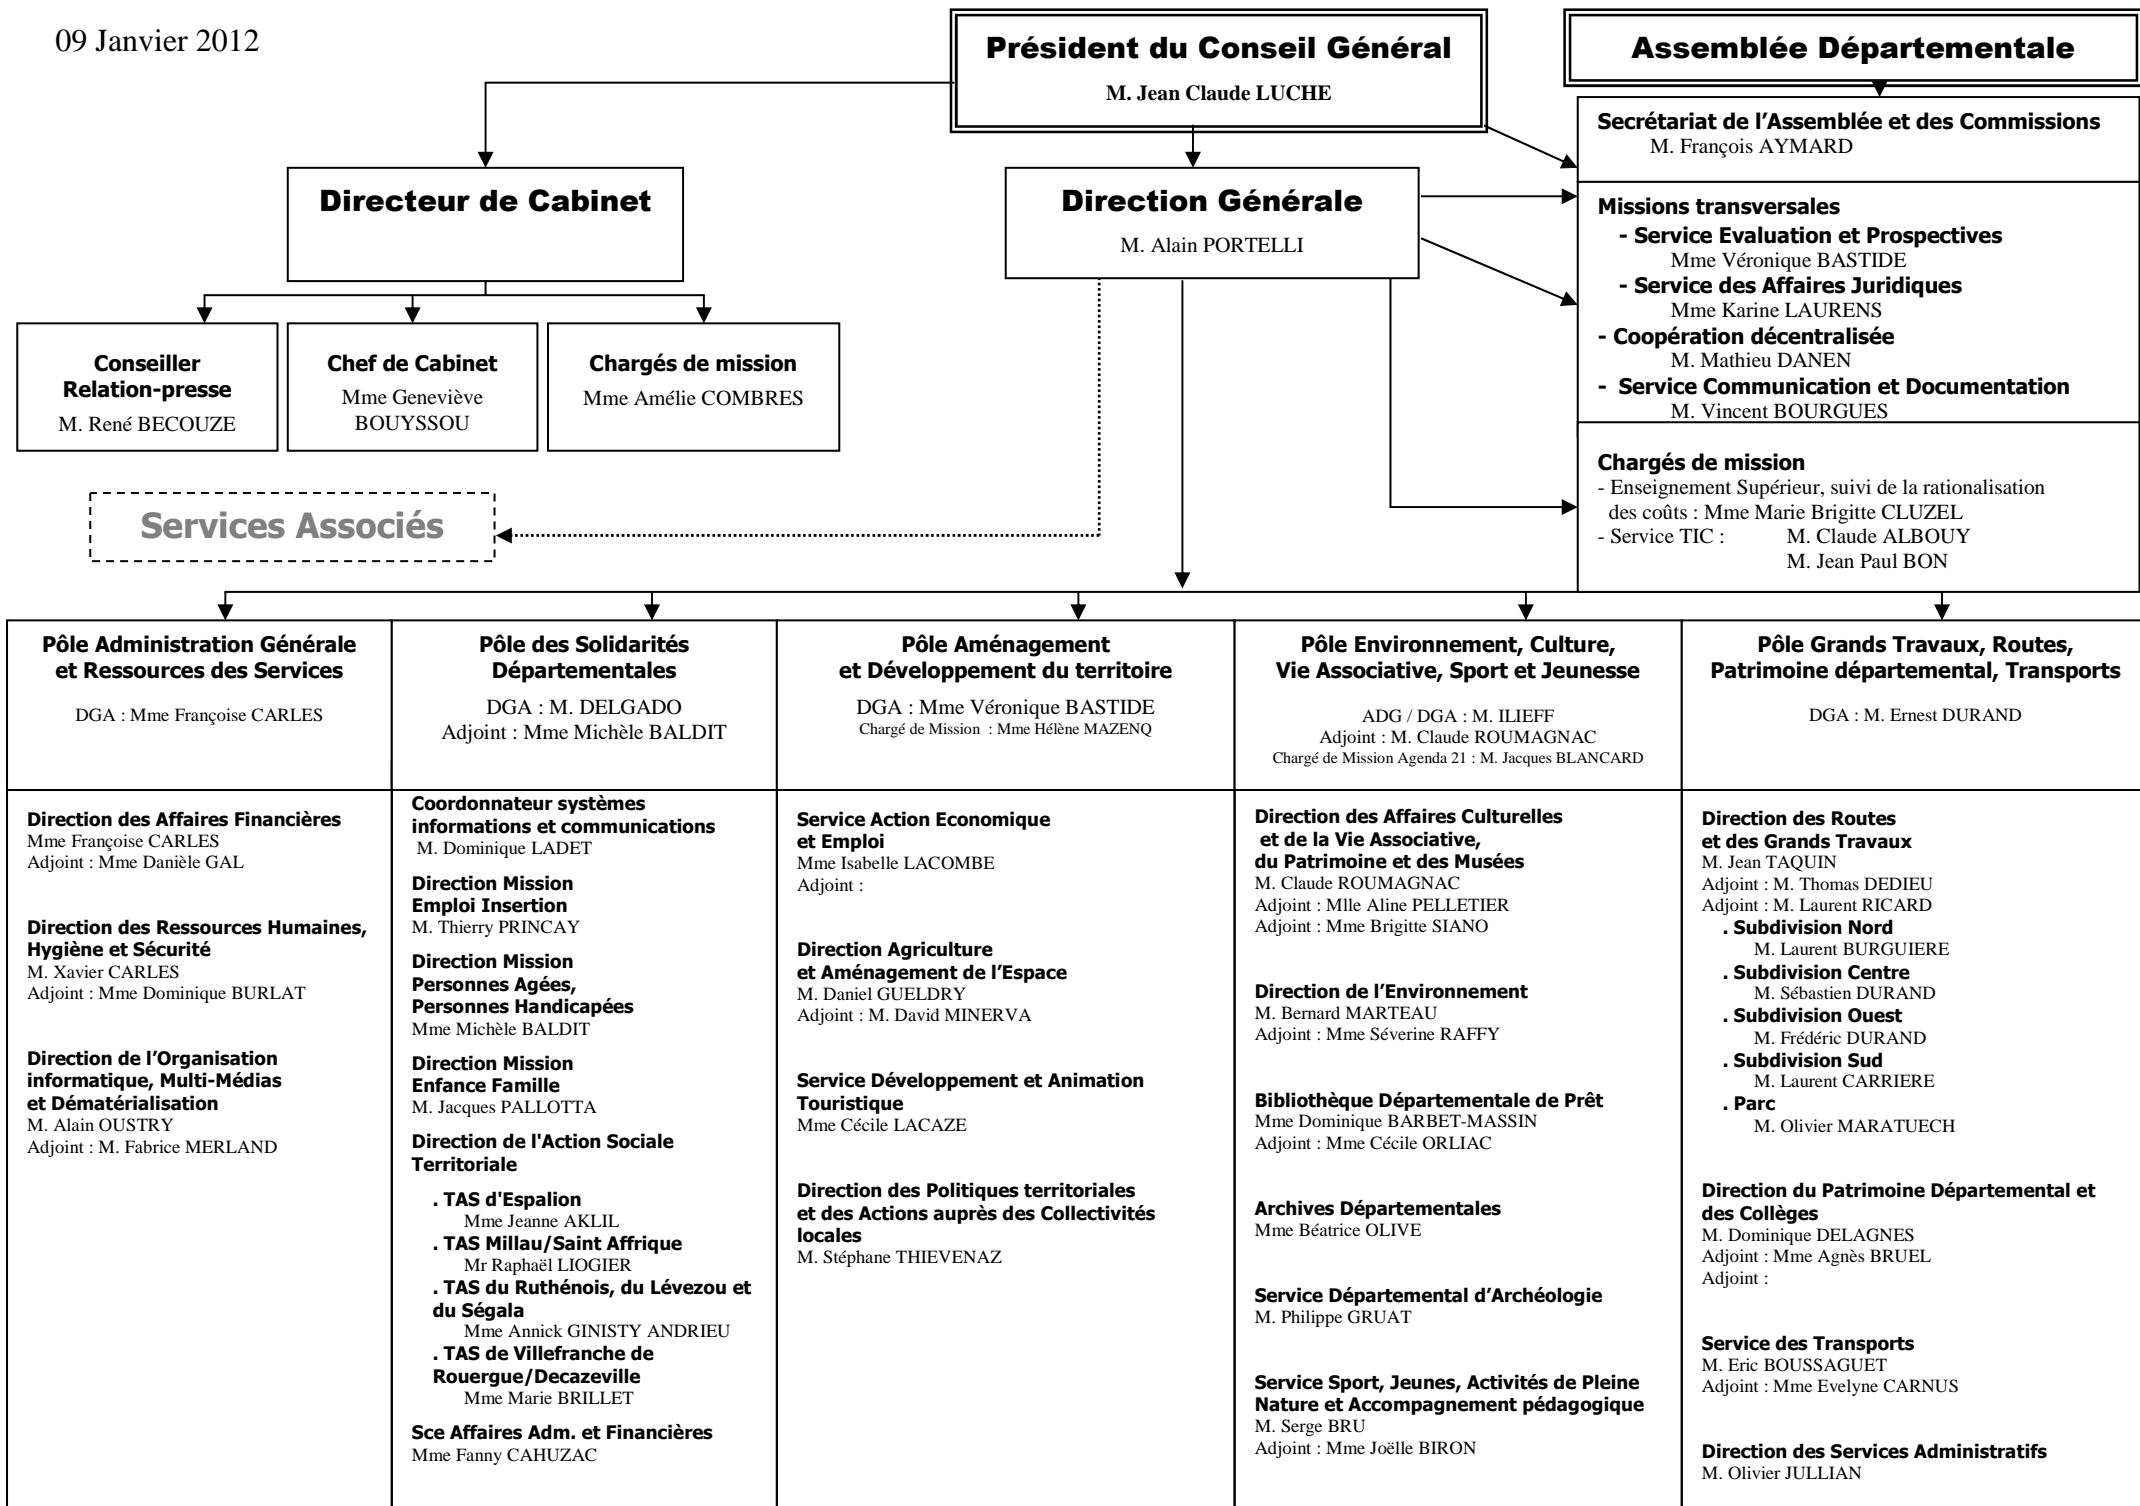 09 Janvier 2012
Président du Conseil Général
M. Jean Claude LUCHE
Assemblée Départementale
Secrétariat de l'Assemblée et des Commissions
M. François AYMARD
Directeur de Cabinet
Direction Générale
M. Alain PORTELLI
Missions transversales
- Service Evaluation et Prospectives
Mme Véronique BASTIDE
- Service des Affaires Juridiques
Mme Karine LAURENS
- Coopération décentralisée
M. Mathieu DANEN
- Service Communication et Documentation
M. Vincent BOURGUES
Conseiller
Relation-presse
M. René BECOUZE
Chef de Cabinet
Mme Geneviève
BOUYSSOU
Chargés de mission
Mme Amélie COMBRES
Chargés de mission
- Enseignement Supérieur, suivi de la rationalisation
des coûts : Mme Marie Brigitte CLUZEL
- Service TIC : M. Claude ALBOUY
M. Jean Paul BON
Services Associés
Pôle Administration Générale
et Ressources des Services
DGA : Mme Françoise CARLES
Direction des Affaires Financières
Mme Françoise CARLES
Adjoint : Mme Danièle GAL
Direction des Ressources Humaines,
Hygiène et Sécurité
M. Xavier CARLES
Adjoint : Mme Dominique BURLAT
Direction de l'Organisation
informatique, Multi-Médias
et Dématérialisation
M. Alain OUSTRY
Adjoint : M. Fabrice MERLAND
Pôle des Solidarités
Départementales
DGA : M. DELGADO
Adjoint : Mme Michèle BALDIT
Coordonnateur systèmes
informations et communications
M. Dominique LADET
Direction Mission
Emploi Insertion
M. Thierry PRINCAY
Direction Mission
Personnes Agées,
Personnes Handicapées
Mme Michèle BALDIT
Direction Mission
Enfance Famille
M. Jacques PALLOTTA
Direction de l'Action Sociale
Territoriale
. TAS d'Espalion
Mme Jeanne AKLIL
. TAS Millau/Saint Affrique
Mr Raphaël LIOGIER
. TAS du Ruthénois, du Lévezou et
du Ségala
Mme Annick GINISTY ANDRIEU
. TAS de Villefranche de
Rouergue/Decazeville
Mme Marie BRILLET
Sce Affaires Adm. et Financières
Mme Fanny CAHUZAC
Pôle Aménagement
et Développement du territoire
DGA : Mme Véronique BASTIDE
Chargé de Mission : Mme Hélène MAZENQ
Service Action Economique
et Emploi
Mme Isabelle LACOMBE
Adjoint :
Direction Agriculture
et Aménagement de l'Espace
M. Daniel GUELDRY
Adjoint : M. David MINERVA
Service Développement et Animation
Touristique
Mme Cécile LACAZE
Direction des Politiques territoriales
et des Actions auprès des Collectivités
locales
M. Stéphane THIEVENAZ
Pôle Environnement, Culture,
Vie Associative, Sport et Jeunesse
ADG / DGA : M. ILIEFF
Adjoint : M. Claude ROUMAGNAC
Chargé de Mission Agenda 21 : M. Jacques BLANCARD
Direction des Affaires Culturelles
et de la Vie Associative,
du Patrimoine et des Musées
M. Claude ROUMAGNAC
Adjoint : Mlle Aline PELLETIER
Adjoint : Mme Brigitte SIANO
Direction de l'Environnement
M. Bernard MARTEAU
Adjoint : Mme Séverine RAFFY
Bibliothèque Départementale de Prêt
Mme Dominique BARBET-MASSIN
Adjoint : Mme Cécile ORLIAC
Archives Départementales
Mme Béatrice OLIVE
Service Départemental d'Archéologie
M. Philippe GRUAT
Service Sport, Jeunes, Activités de Pleine
Nature et Accompagnement pédagogique
M. Serge BRU
Adjoint : Mme Joëlle BIRON
Pôle Grands Travaux, Routes,
Patrimoine départemental, Transports
DGA : M. Ernest DURAND
Direction des Routes
et des Grands Travaux
M. Jean TAQUIN
Adjoint : M. Thomas DEDIEU
Adjoint : M. Laurent RICARD
. Subdivision Nord
M. Laurent BURGUIERE
. Subdivision Centre
M. Sébastien DURAND
. Subdivision Ouest
M. Frédéric DURAND
. Subdivision Sud
M. Laurent CARRIERE
. Parc
M. Olivier MARATUECH
Direction du Patrimoine Départemental et
des Collèges
M. Dominique DELAGNES
Adjoint : Mme Agnès BRUEL
Adjoint :
Service des Transports
M. Eric BOUSSAGUET
Adjoint : Mme Evelyne CARNUS
Direction des Services Administratifs
M. Olivier JULLIAN